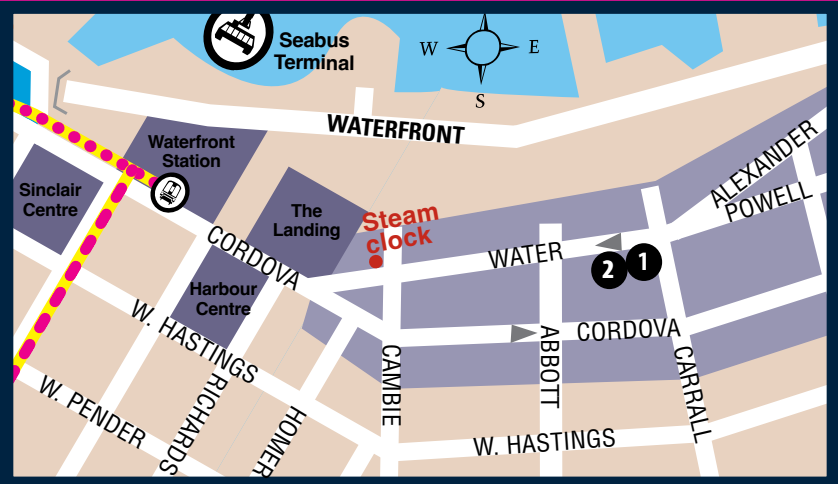 Seabus
Terminal
W
E
S
WATERFRONT
Waterfront
Station
Sinclair
Centre
The
Landing
Steam
clock
ALEXANDER
POWELL
CORDOVA
WATER
2
1
Harbour
Centre
W. HASTINGS
CORDOVA
CAMBIE
ABBOTT
CARRALL
W. PENDER
RICHARDS
HOMER
W. HASTINGS